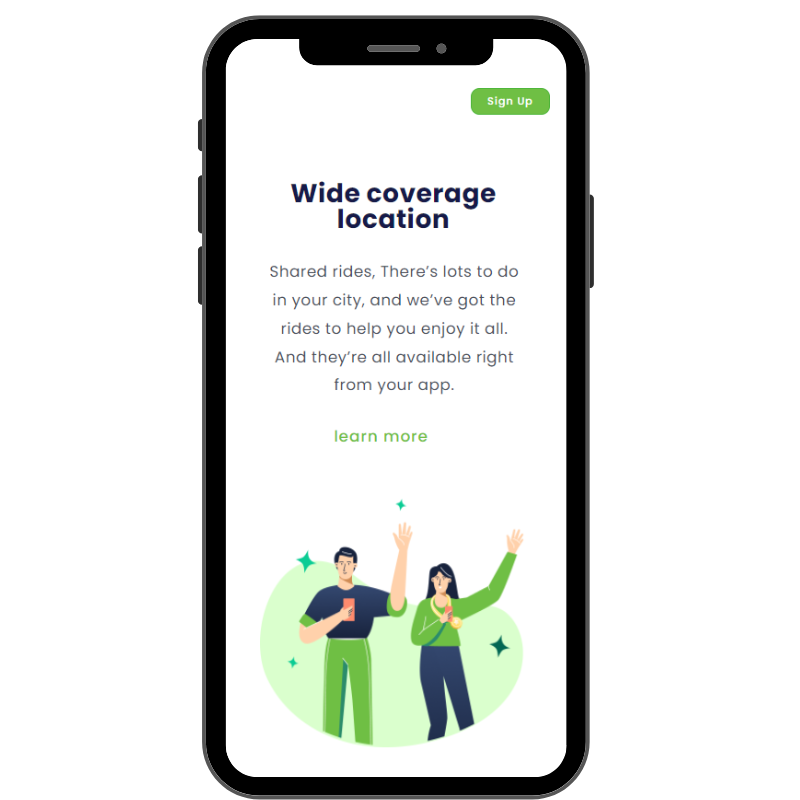 Sign Up
Wide coverage
location
Shared rides, There's lots to do
in your city, and we've got the
rides to help you enjoy it all.
And they're all available right
from your app.
learn more